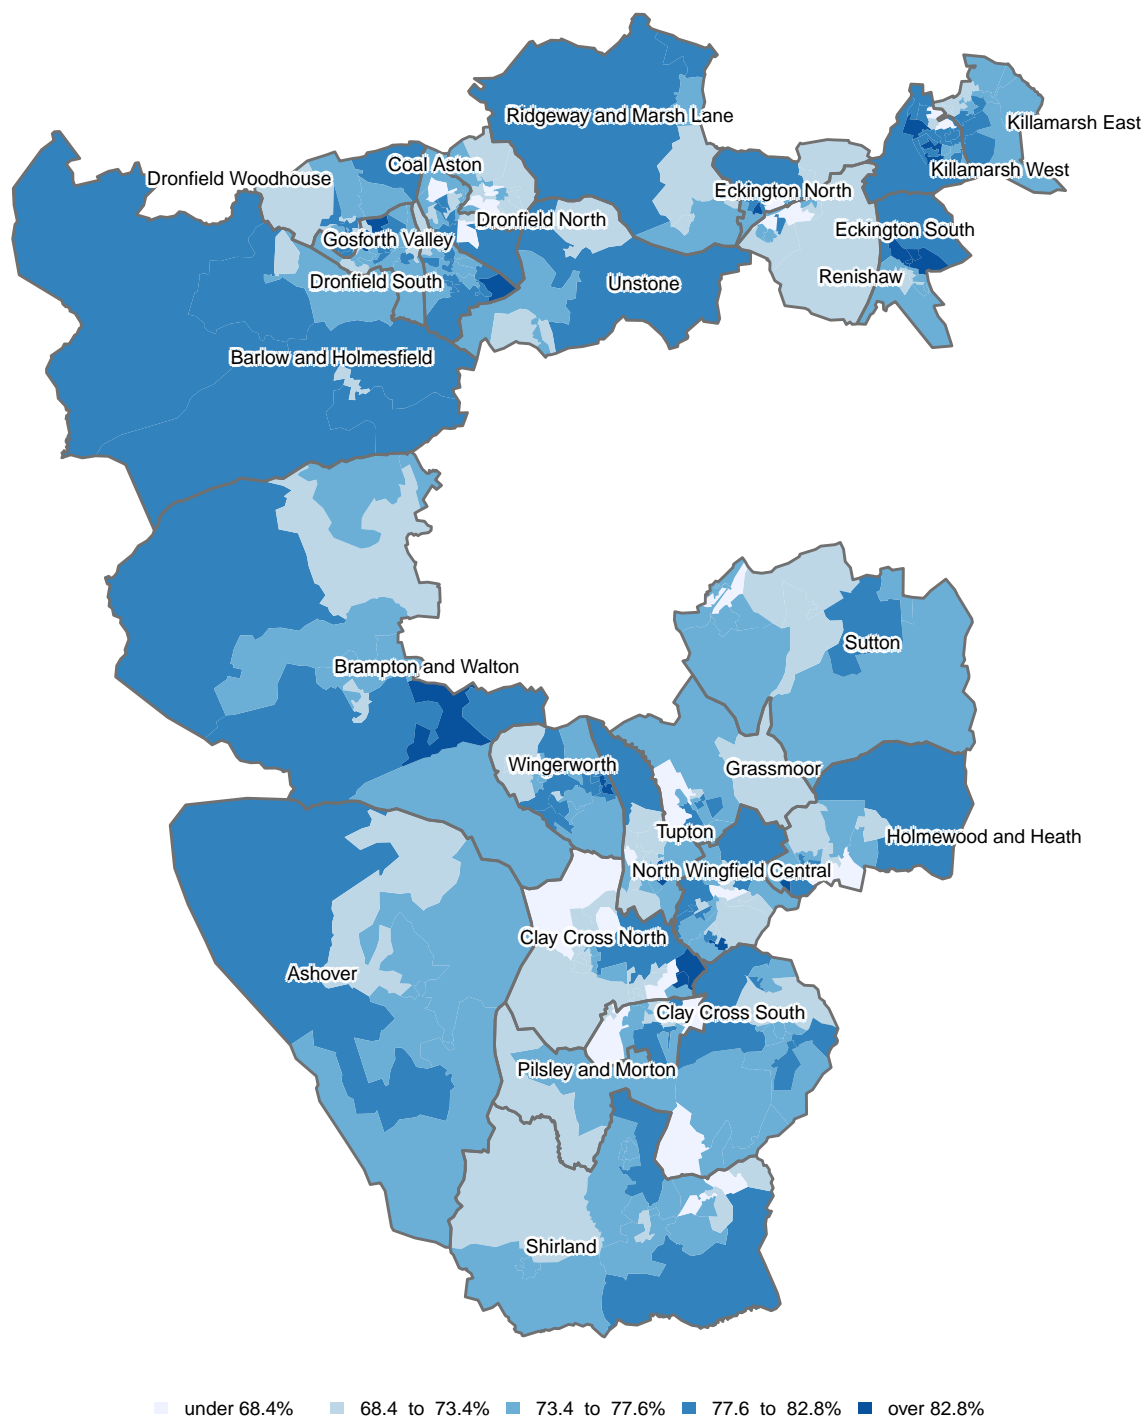 Ridgeway and Marsh Lane
Killamarsh East
Coal Aston
Killamarsh West
Dronfield Woodhouse
Eckington North
Dronfield North
Eckington South
Gosforth Valley
Renishaw
Dronfield South
Unstone
Barlow and Holmesfield
Sutton
Brampton and Walton
Wingerworth
Grassmoor
Tupton
Holmewood and Heath
North Wingfield Central
Clay Cross North
Ashover
Clay Cross South
Pilsley and Morton
Shirland
under 68.4% 68.4 to 73.4% 73.4 to 77.6% 77.6 to 82.8% over 82.8%